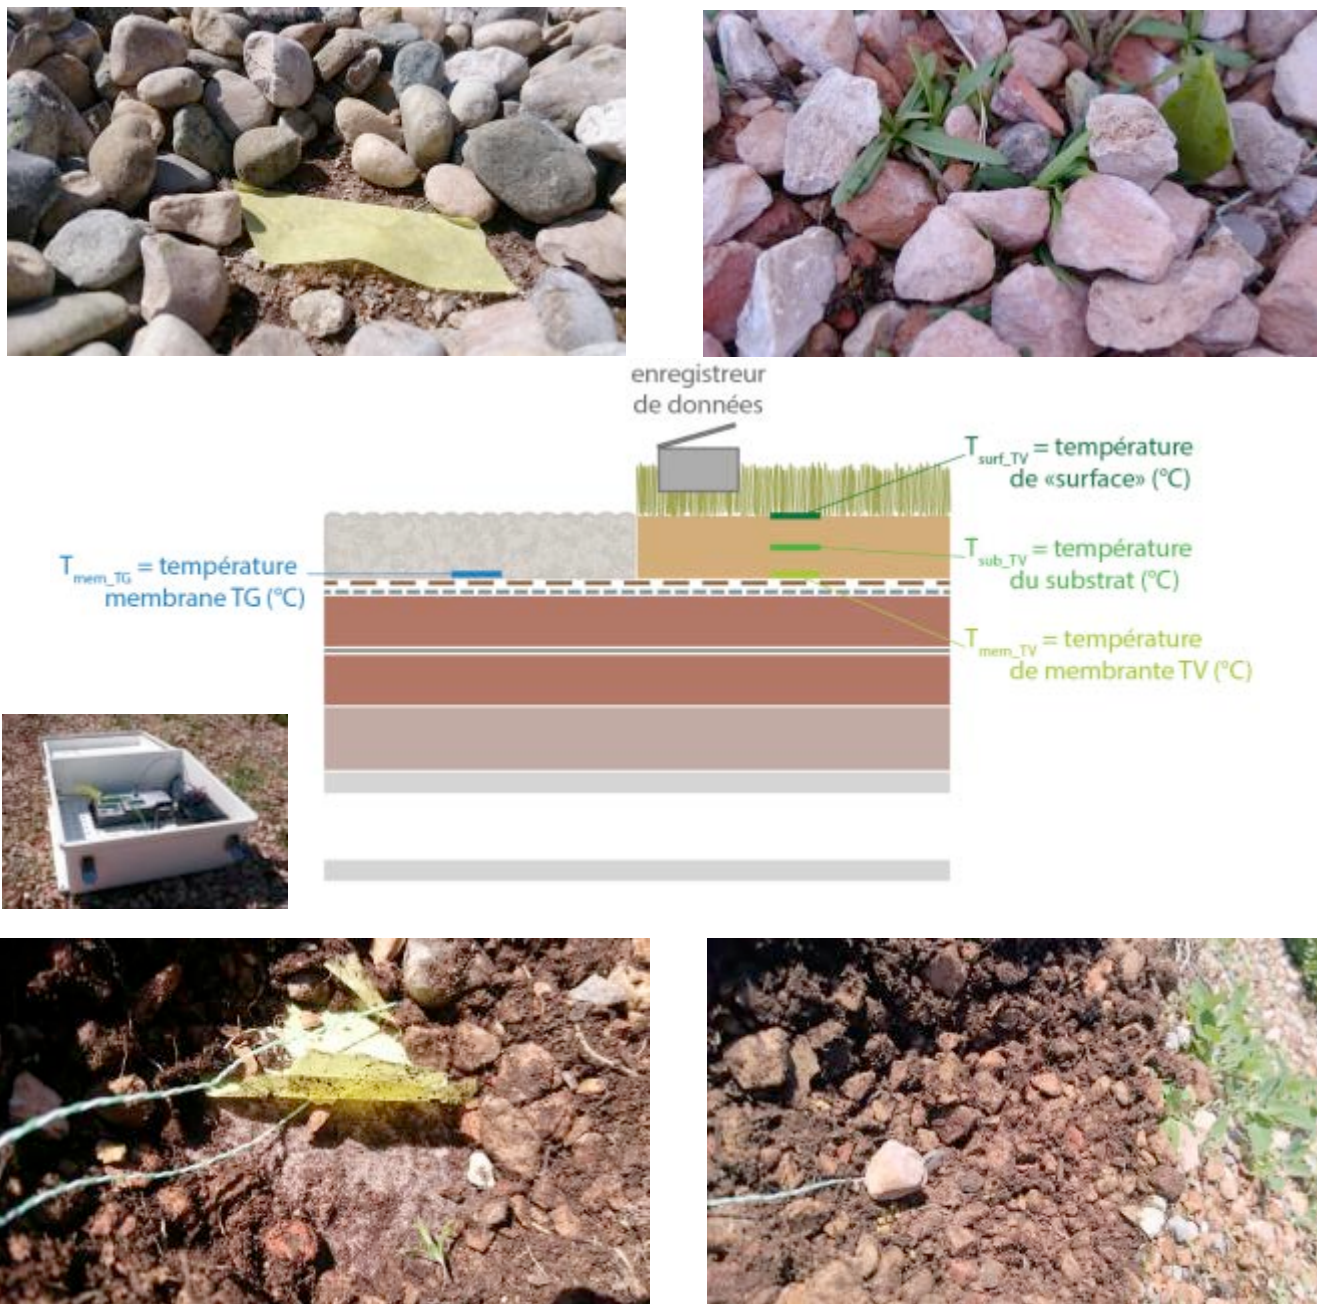 enregistreur
de données
T surf_TV = température
de «surface» (°C)
T sub_TV = température
du substrat (°C)
T mem_TG = température
membrane TG (°C)
T mem_TV = température
de membrante TV (°C)